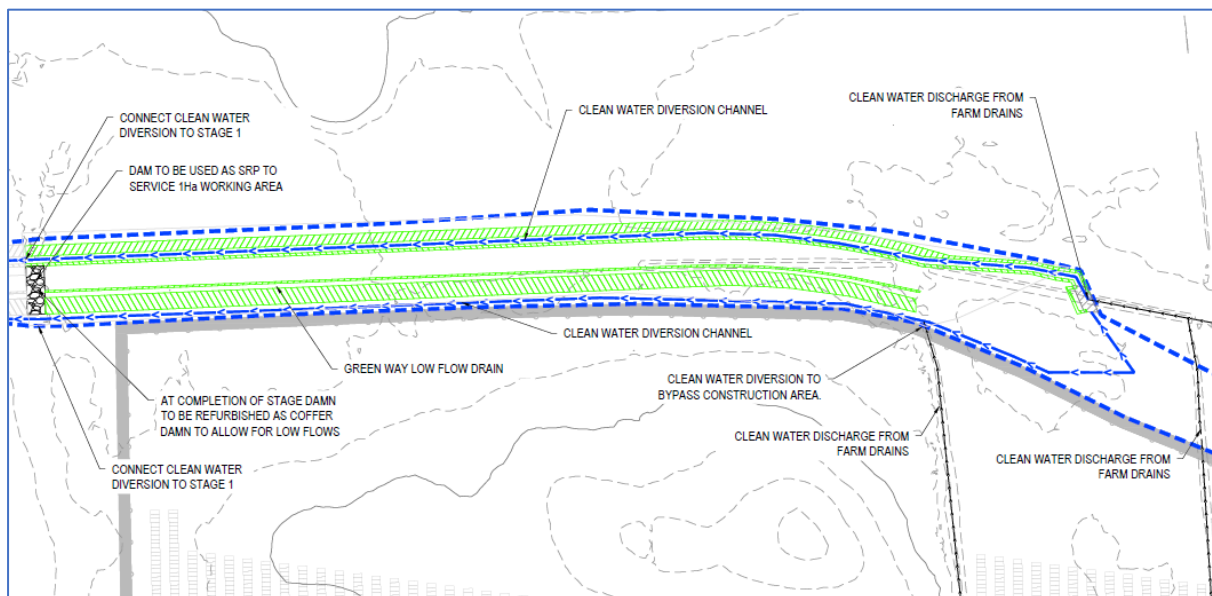 CONNECT CLEAN WATER
DIVERSION TO STAGE 1
DAM TO BE USED AS SRP TO
SERVICE 1Ha WORKING AREA
CLEAN WATER DIVERSION CHANNEL
CLEAN WATER DISCHARGE FROM
FARM DRAINS
CLEAN WATER DIVERSION CHANNEL
GREEN WAY LOW FLOW DRAIN
AT COMPLETION OF STAGE DAMN
TO BE REFURBISHED AS COFFER
DAMN TO ALLOW FOR LOW FLOWS
CONNECT CLEAN WATER
DIVERSION TO STAGE 1
CLEAN WATER DIVERSION TO
BYPASS CONSTRUCTION AREA.
CLEAN WATER DISCHARGE FROM
FARM DRAINS
CLEAN WATER DISCHARGE FROM
FARM DRAINS